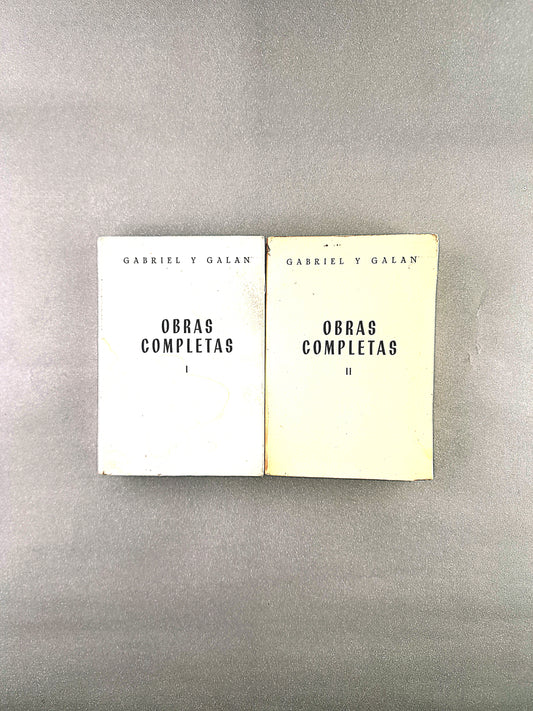 GABRIEL Y GALAN
OBRAS
COMPLETAS
I
GABRIEL Y GALAN
OBRAS
COMPLETAS
II